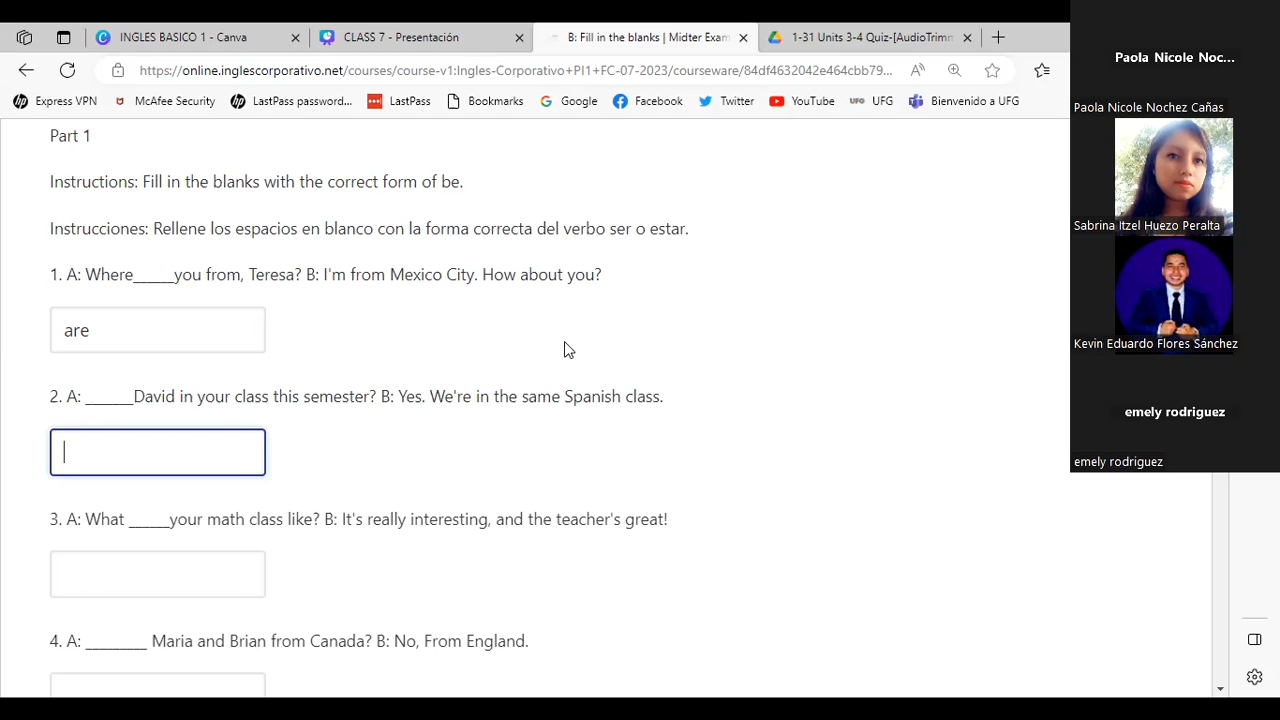 INGLES BASICO 1 - Canva
CLASS 7 - Presentación
B: Fill in the blanks | Midter Exam
1-31 Units 3-4 Quiz-[AudioTrimm
https://online.inglescorporativo.net/courses/course-v1:Ingles-Corporativo+PI1+FC-07-2023/courseware/84df4632042e464cbb79...
Express VPN
McAfee Security
LastPass password...
LastPass
Bookmarks
Google
Facebook
Twitter
YouTube
UFG
Bienvenido a UFG
Part 1
Instructions: Fill in the blanks with the correct form of be.
Instrucciones: Rellene los espacios en blanco con la forma correcta del verbo ser o estar.
1. A: Where______you from, Teresa? B: I'm from Mexico City. How about you?
are
2. A: _______David in your class this semester? B: Yes. We're in the same Spanish class.
3. A: What ______your math class like? B: It's really interesting, and the teacher's great!
4. A: _________ Maria and Brian from Canada? B: No, From England.
Paola Nicole Noc...
Paola Nicole Nochez Cañas
Sabrina Itzel Huezo Peralta
Kevin Eduardo Flores Sánchez
emely rodriguez
emely rodriguez